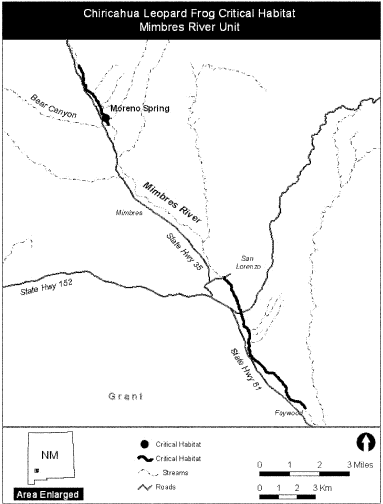 Chiricahua Leopard Frog Critical Habitat
Mimbres River Unit
Bear Canyon
Moreno Spring
Mimbres River
Mimbres
State Hwy 35
San
Lorenzo
State Hwy 152
State Hwy 61
Grant
Faywood
NM
Area Enlarged
Critical Habitat
Critical Habitat
Streams
Roads
0 1 2 3 Miles
0 1 2 3 Km